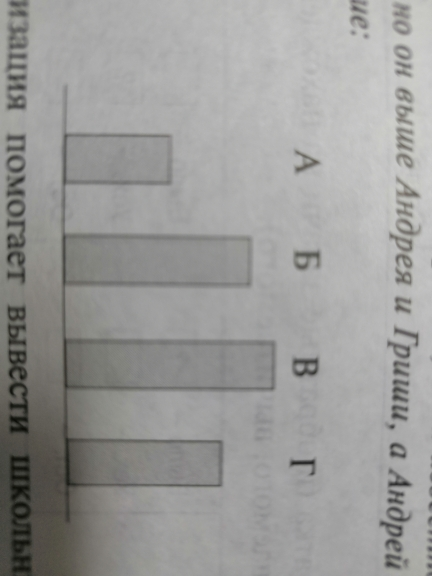 но он выше Андрея и Гриши, а Андрей
ше:
А Б В Г
изация помогает вывести школьн